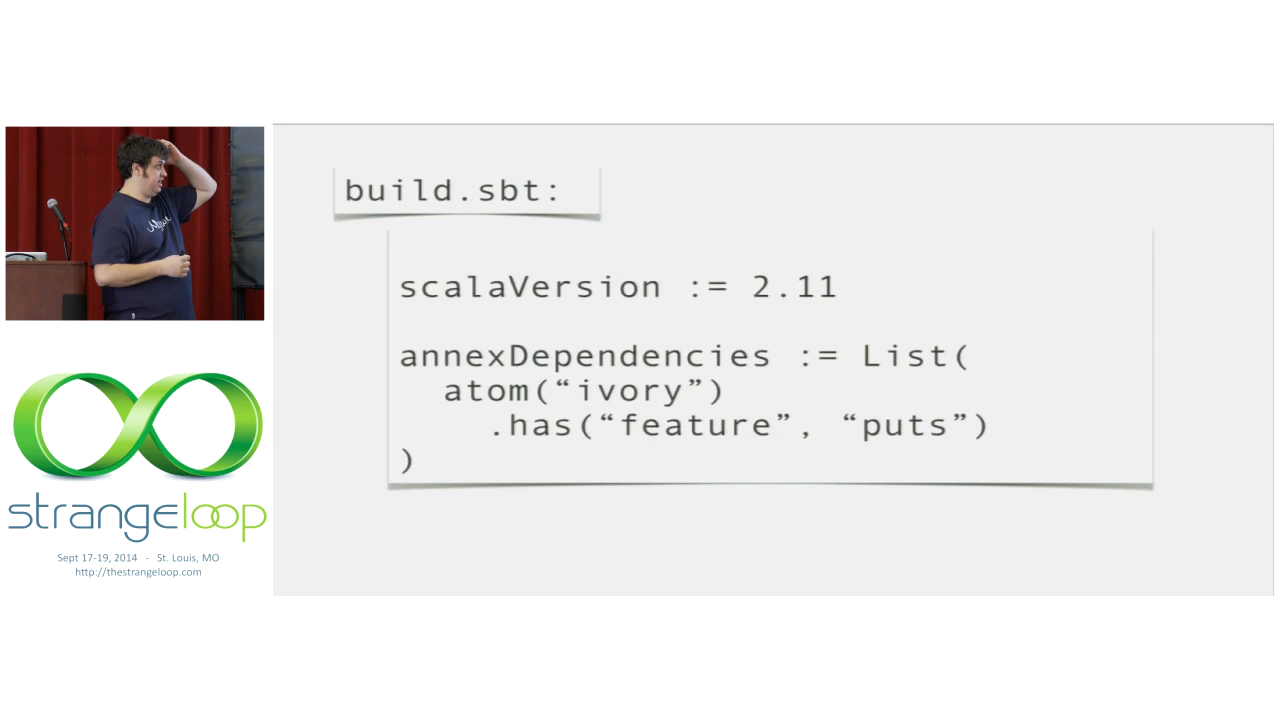 build.sbt:
scalaVersion := 2.11
annexDependencies := List(
atom(“ivory”)
.has(“feature”, “puts”)
)
strangeloop
Sept 17-19, 2014 - St. Louis, MO
http://thestrangeloop.com